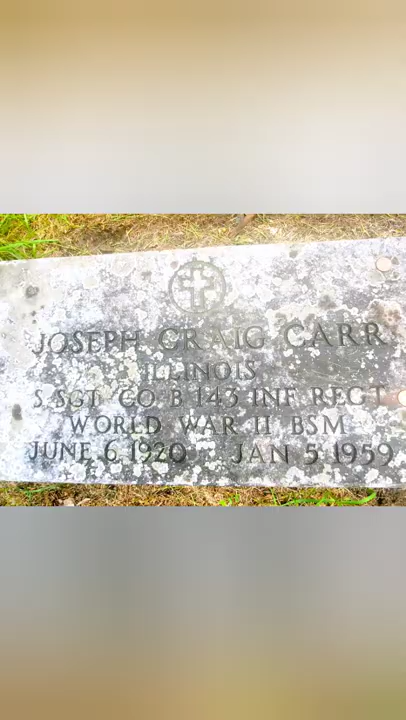 JOSEPH CRAIG CARR
ILLINOIS
S SGT CO B 143 INF REGT
WORLD WAR II BSM
JUNE 6 1920 JAN 5 1959